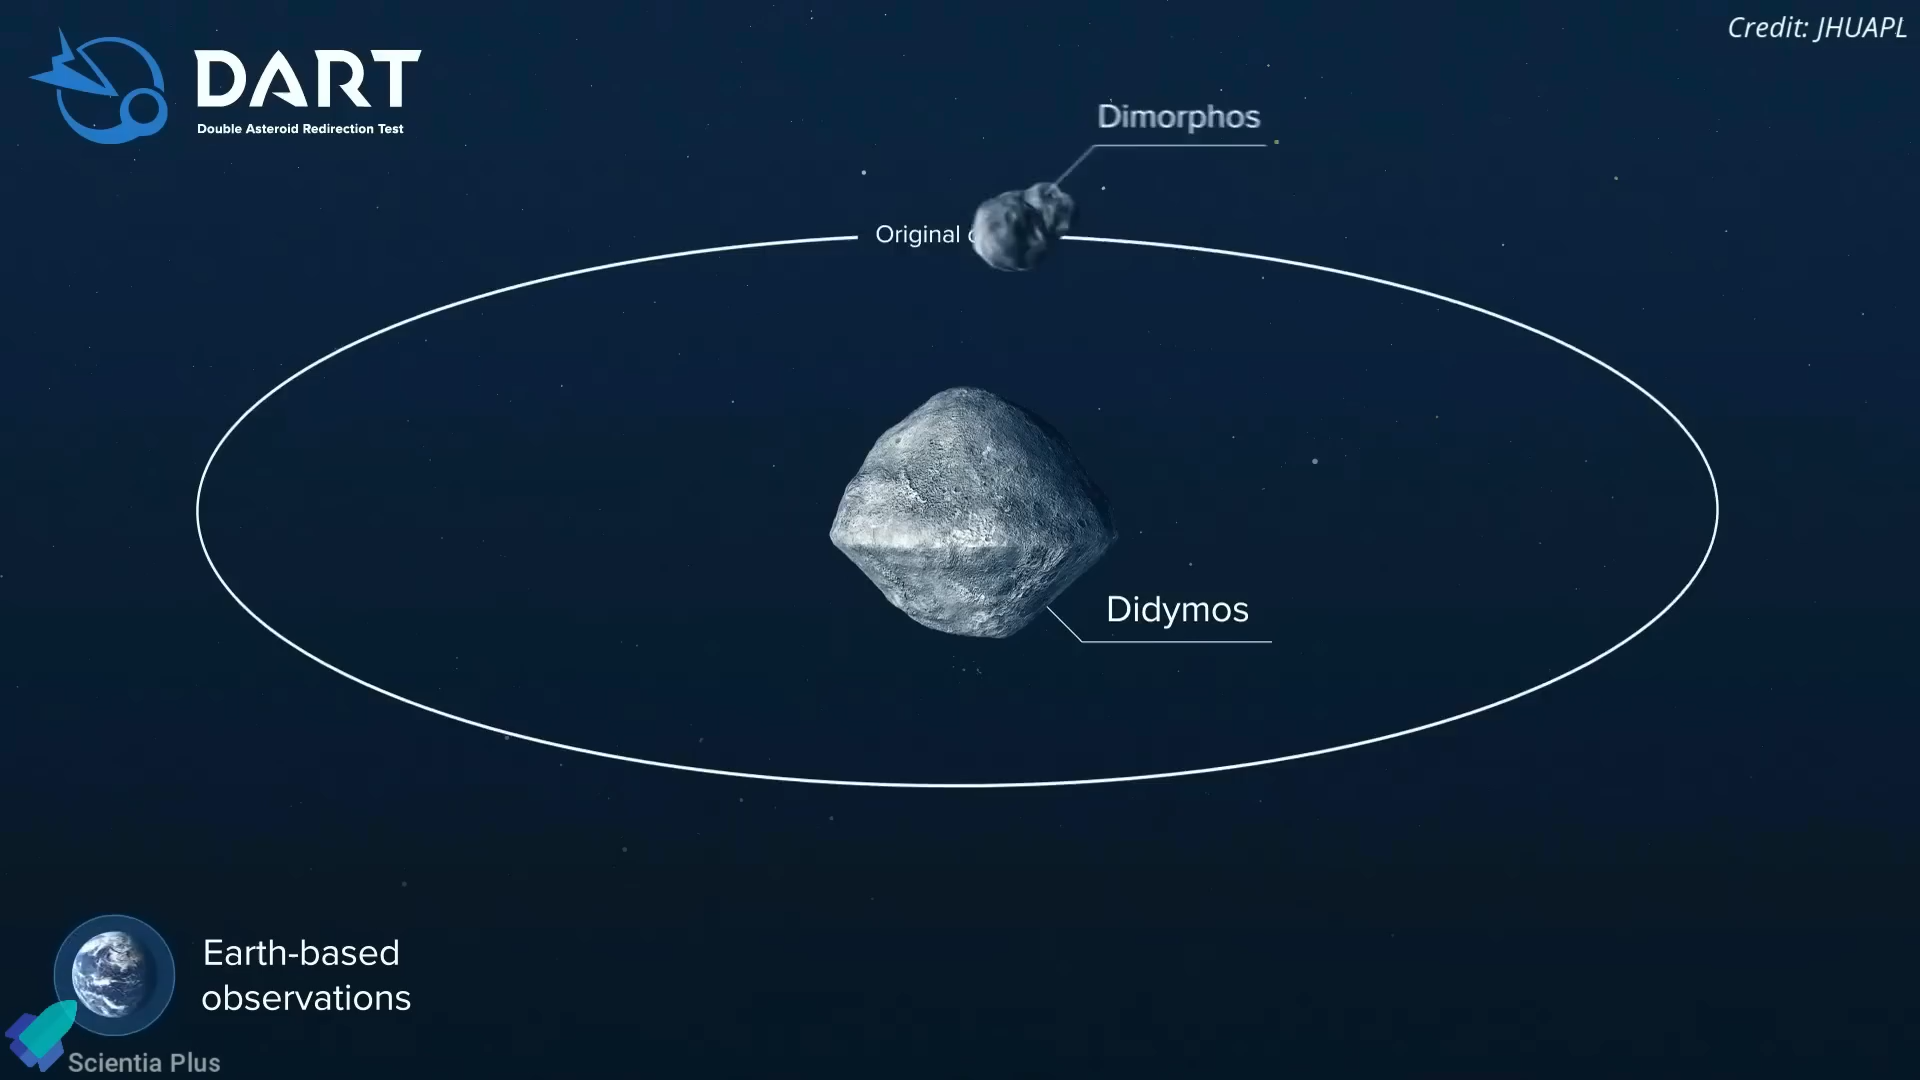 Credit: JHUAPL
DART
Double Asteroid Redirection Test
Dimorphos
Original
Didymos
Earth-based
observations
Scientia Plus